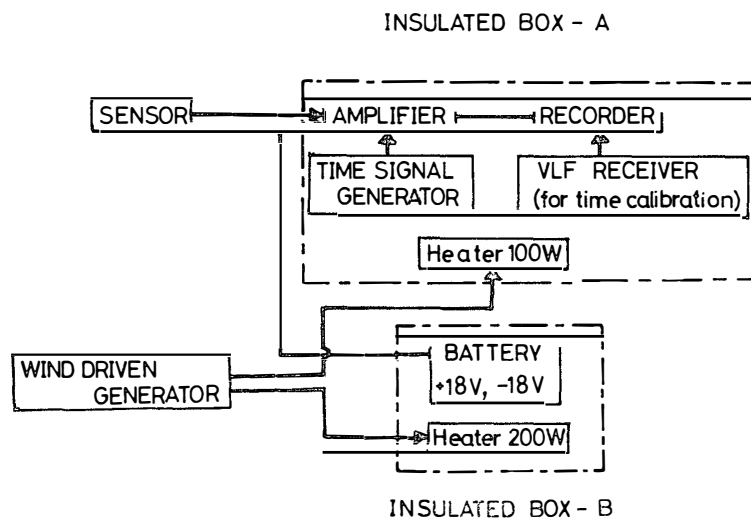 INSULATED BOX - A
SENSOR
AMPLIFIER
RECORDER
TIME SIGNAL
GENERATOR
VLF RECEIVER
(for time calibration)
Heater 100W
WIND DRIVEN
GENERATOR
BATTERY
+18V, -18V
Heater 200W
INSULATED BOX - B